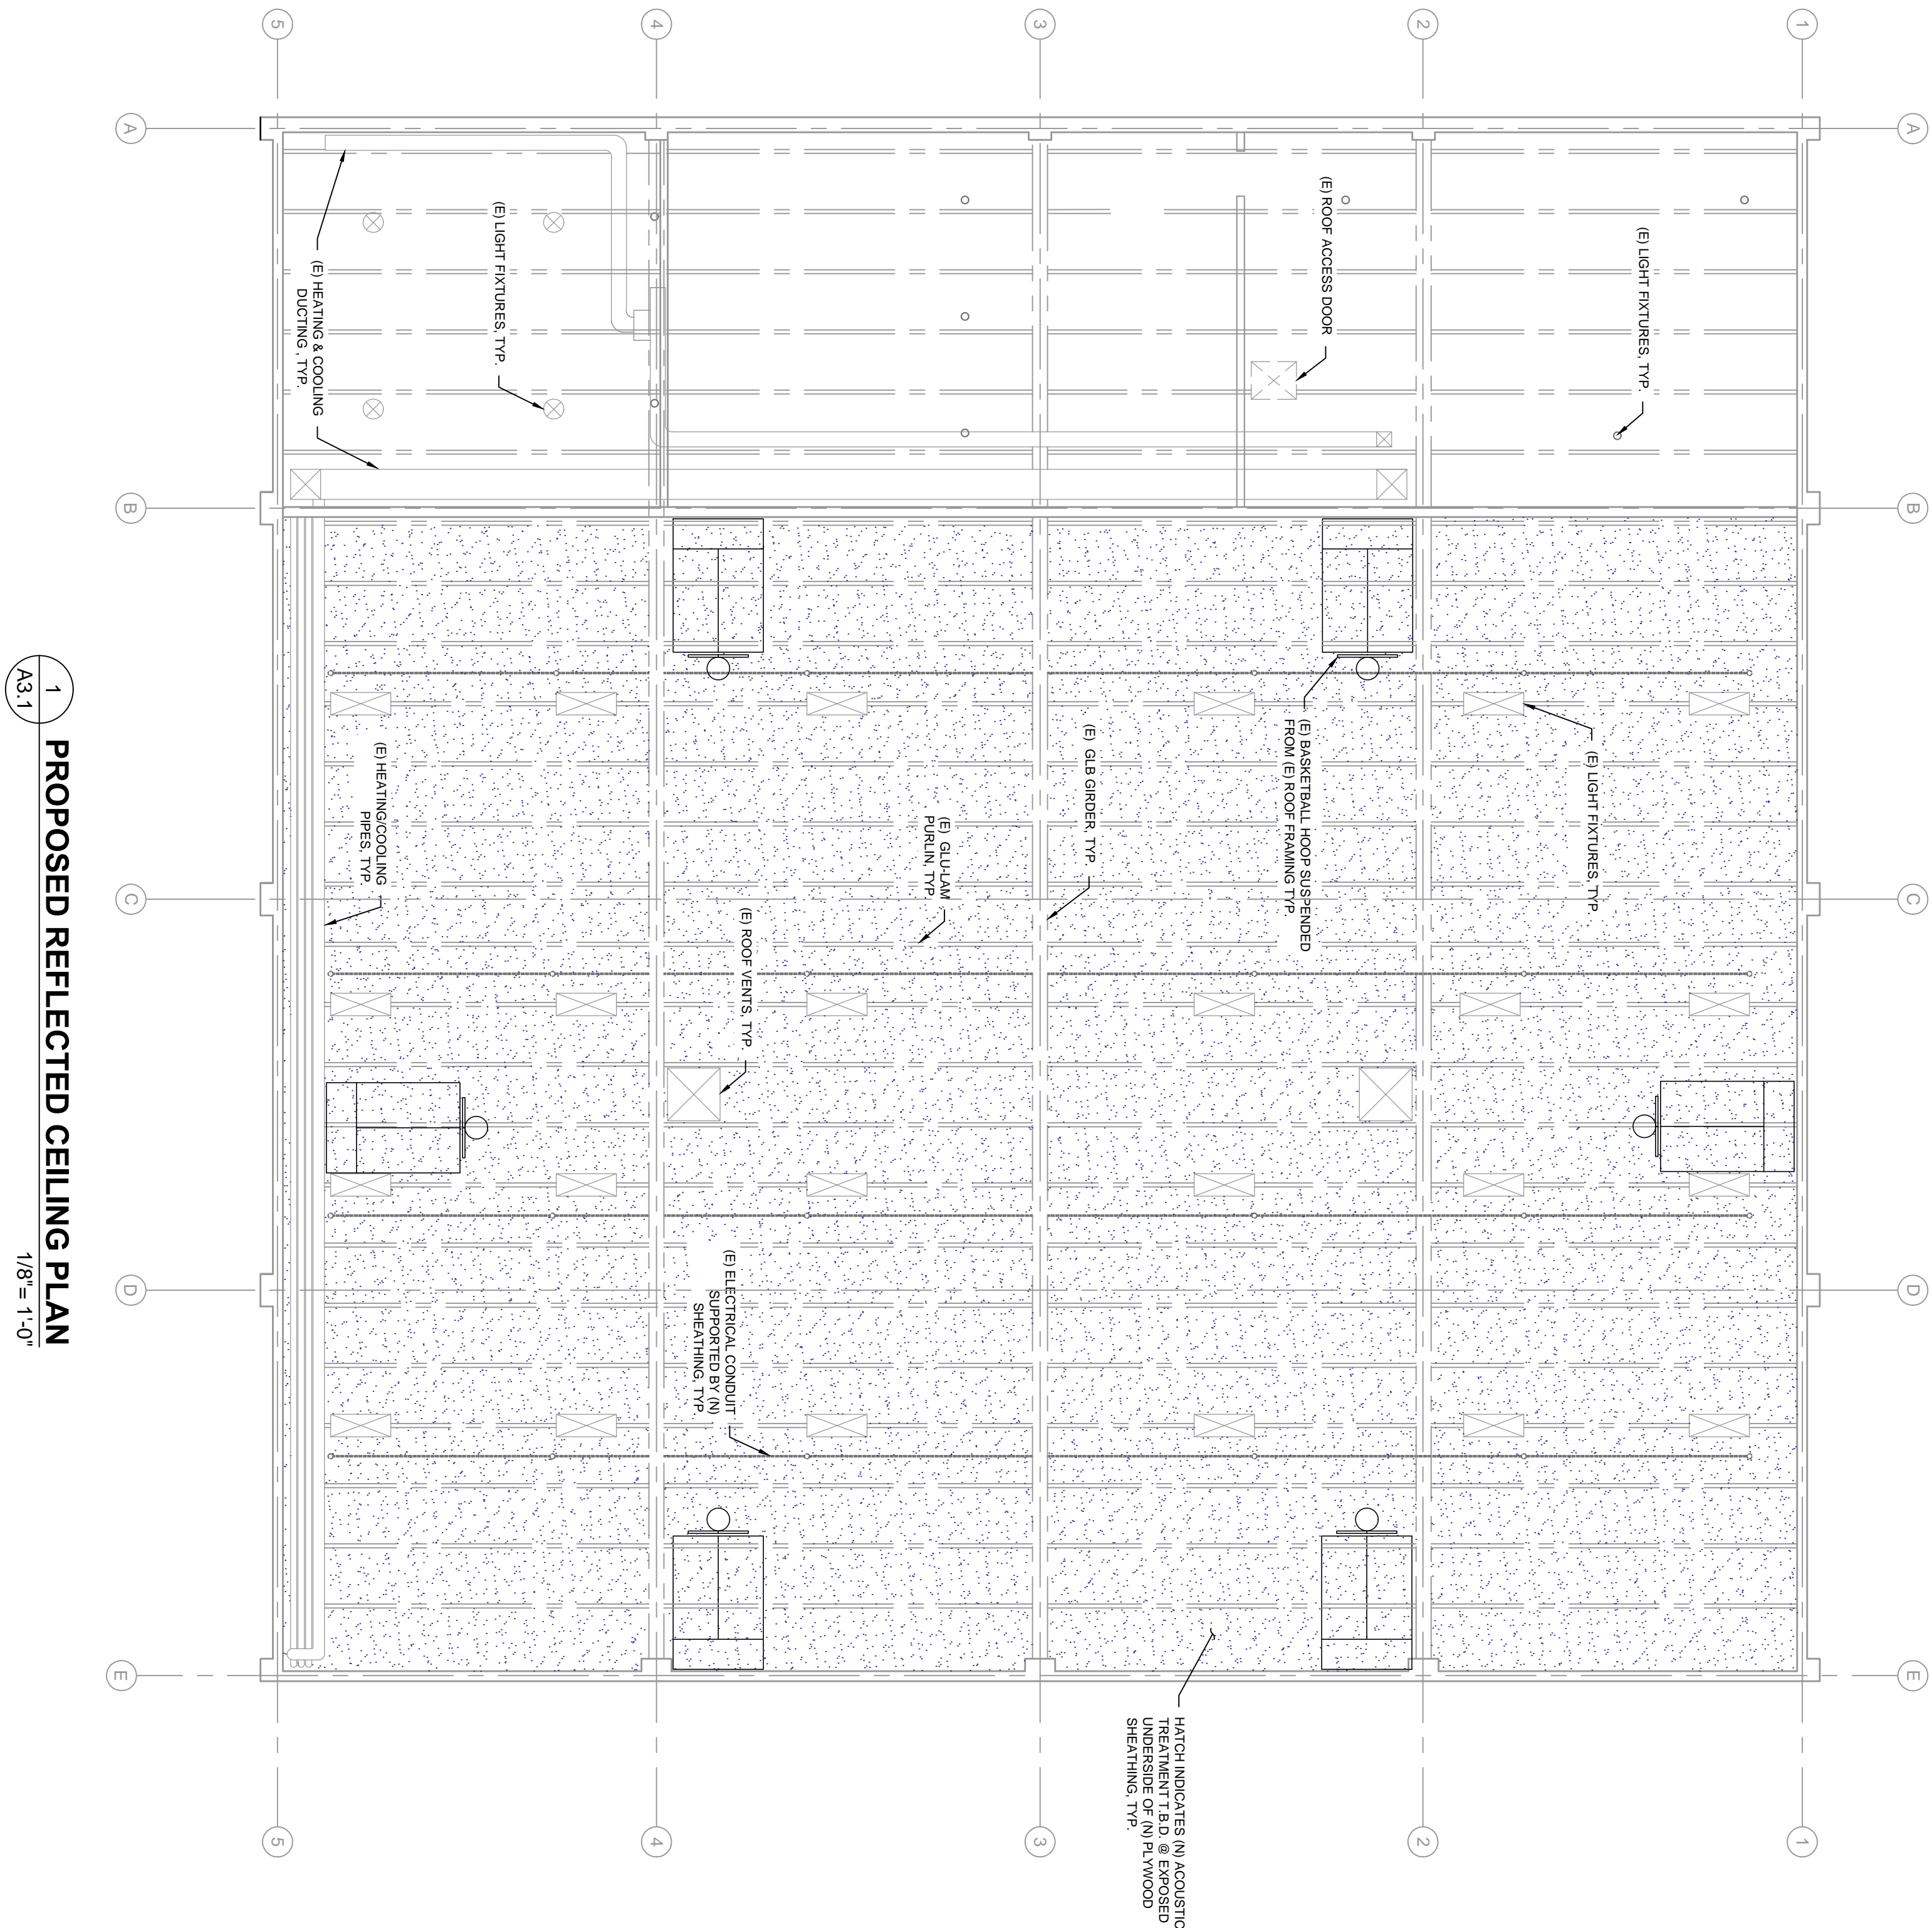 A
B
C
D
E
1
1
(E) LIGHT FIXTURES, TYP.
(E) LIGHT FIXTURES, TYP.
2
2
(E) ROOF ACCESS DOOR
(E) BASKETBALL HOOP SUSPENDED
FROM (E) ROOF FRAMING TYP.
HATCH INDICATES (N) ACOUSTIC
TREATMENT T.B.D. @ EXPOSED
UNDERSIDE OF (N) PLYWOOD
SHEATHING, TYP.
(E) GLB GIRDER, TYP.
3
3
(E) GLU-LAM
PURLIN, TYP
(E) ROOF VENTS, TYP.
(E) ELECTRICAL CONDUIT
SUPPORTED BY (N)
SHEATHING, TYP.
4
4
(E) LIGHT FIXTURES, TYP.
(E) HEATING/COOLING
PIPES, TYP
(E) HEATING & COOLING
DUCTING , TYP.
5
5
A
B
C
D
E
1
A3.1
PROPOSED REFLECTED CEILING PLAN
1/8"= 1'-0"